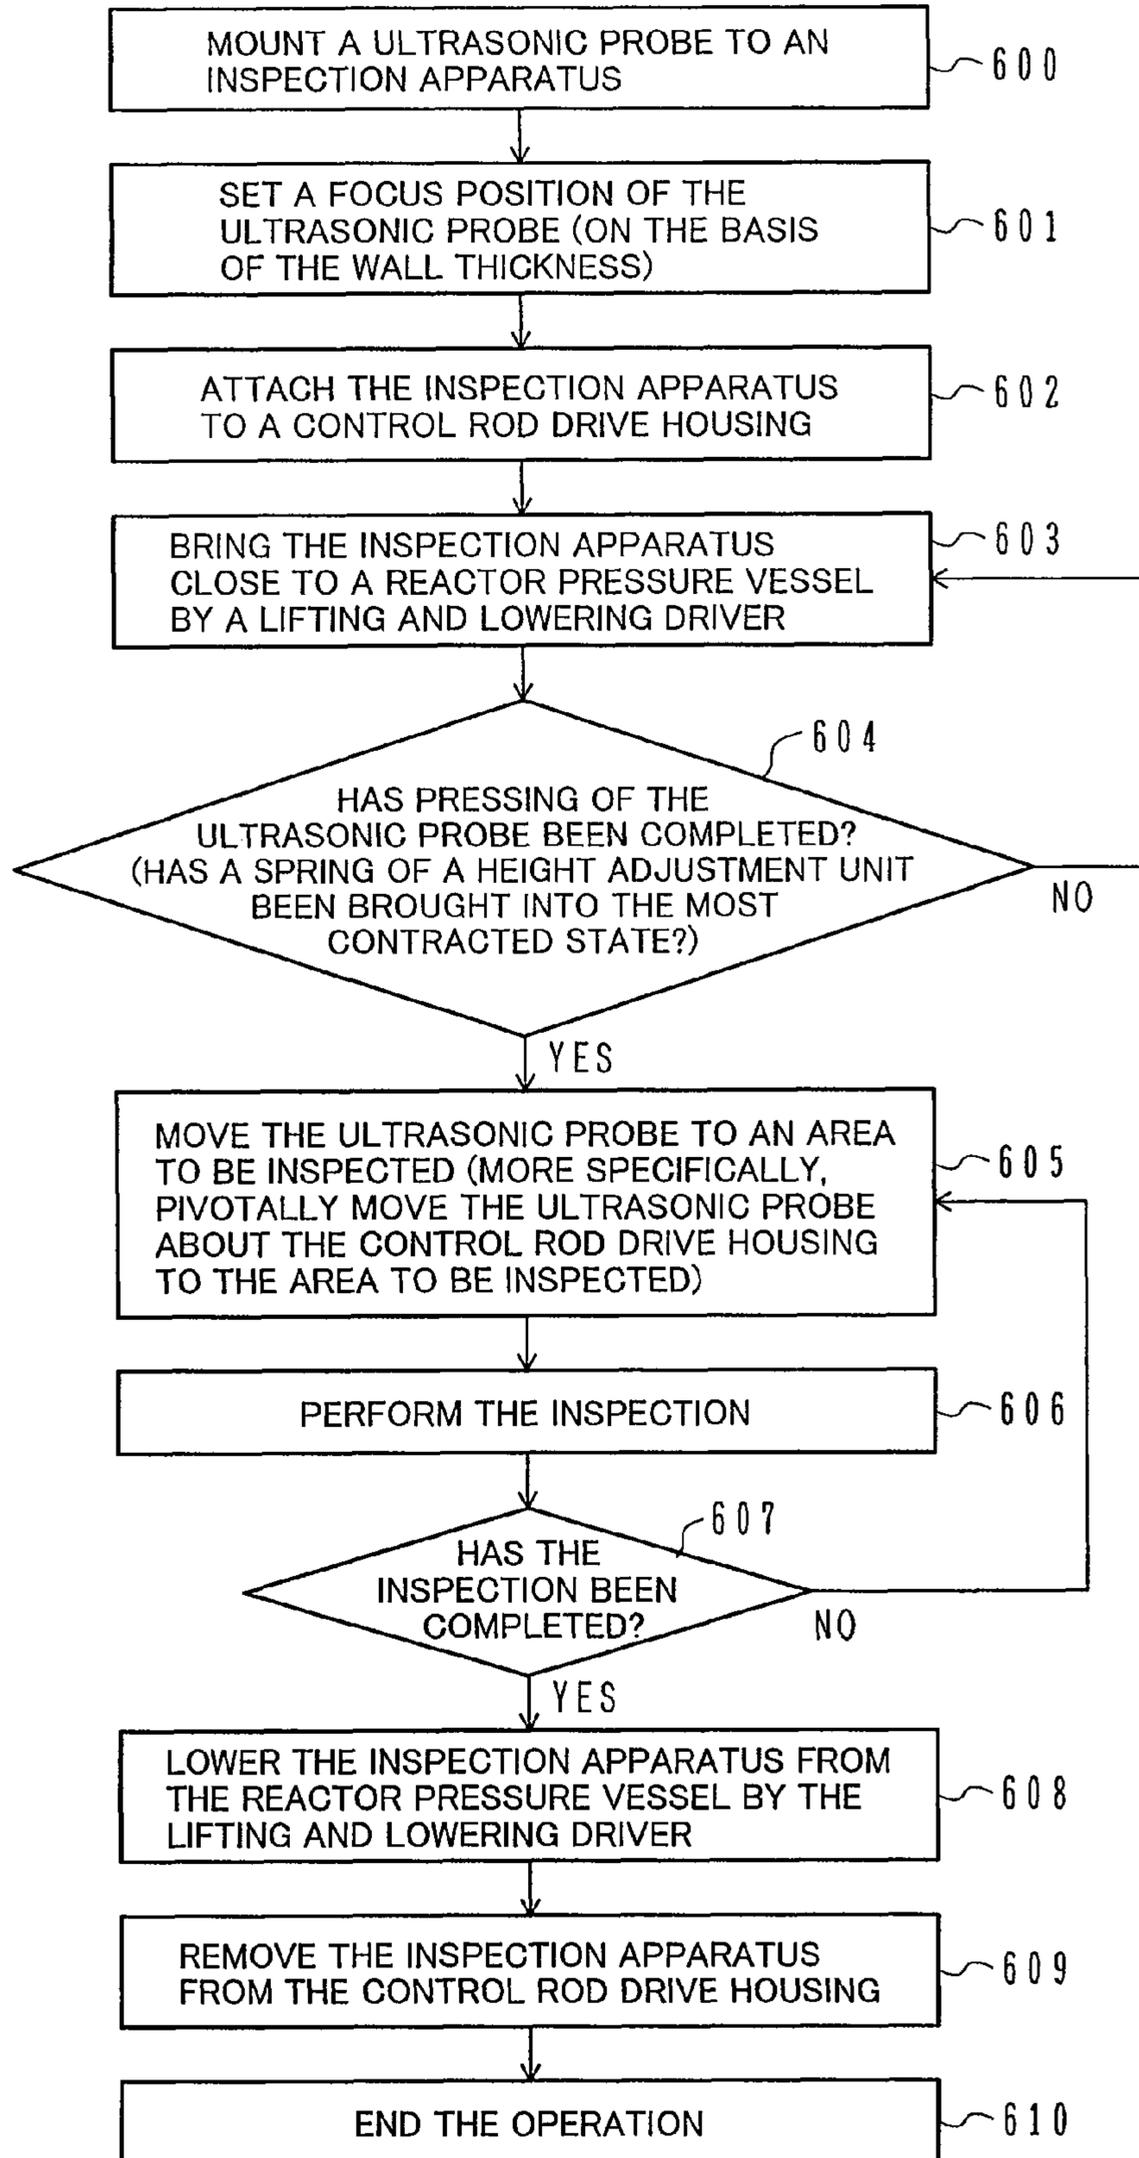 MOUNT A ULTRASONIC PROBE TO AN
INSPECTION APPARATUS
600
SET A FOCUS POSITION OF THE
ULTRASONIC PROBE (ON THE BASIS
OF THE WALL THICKNESS)
601
ATTACH THE INSPECTION APPARATUS
TO A CONTROL ROD DRIVE HOUSING
602
BRING THE INSPECTION APPARATUS
CLOSE TO A REACTOR PRESSURE VESSEL
BY A LIFTING AND LOWERING DRIVER
603
604
HAS PRESSING OF THE
ULTRASONIC PROBE BEEN COMPLETED?
(HAS A SPRING OF A HEIGHT ADJUSTMENT UNIT
BEEN BROUGHT INTO THE MOST
CONTRACTED STATE?)
NO
YES
MOVE THE ULTRASONIC PROBE TO AN AREA
TO BE INSPECTED (MORE SPECIFICALLY,
PIVOTALLY MOVE THE ULTRASONIC PROBE
ABOUT THE CONTROL ROD DRIVE HOUSING
TO THE AREA TO BE INSPECTED)
605
PERFORM THE INSPECTION
606
607
HAS THE
INSPECTION BEEN
COMPLETED?
NO
YES
LOWER THE INSPECTION APPARATUS FROM
THE REACTOR PRESSURE VESSEL BY THE
LIFTING AND LOWERING DRIVER
608
REMOVE THE INSPECTION APPARATUS
FROM THE CONTROL ROD DRIVE HOUSING
609
END THE OPERATION
610